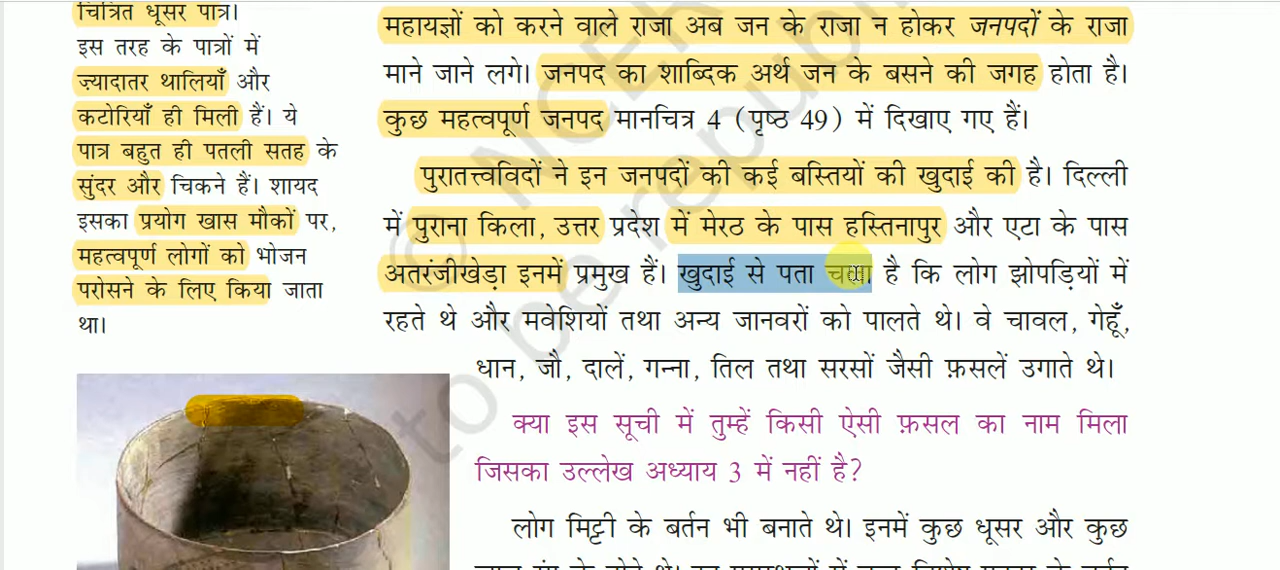 चित्रित धूसर पात्र।
इस तरह के पात्रों में
ज़्यादातर थालियाँ और
कटोरियाँ ही मिली हैं। ये
पात्र बहुत ही पतली सतह के
सुंदर और चिकने हैं। शायद
इसका प्रयोग खास मौकों पर,
महत्वपूर्ण लोगों को भोजन
परोसने के लिए किया जाता
था।
महायज्ञों को करने वाले राजा अब जन के राजा न होकर जनपदों के राजा
माने जाने लगे। जनपद का शाब्दिक अर्थ जन के बसने की जगह होता है।
कुछ महत्वपूर्ण जनपद मानचित्र 4 (पृष्ठ 49) में दिखाए गए हैं।
पुरातत्त्वविदों ने इन जनपदों की कई बस्तियों की खुदाई की है। दिल्ली
में पुराना किला, उत्तर प्रदेश में मेरठ के पास हस्तिनापुर और एटा के पास
अतरंजीखेड़ा इनमें प्रमुख हैं। खुदाई से पता चला है कि लोग झोपड़ियों में
रहते थे और मवेशियों तथा अन्य जानवरों को पालते थे। वे चावल, गेहूँ,
धान, जौ, दालें, गन्ना, तिल तथा सरसों जैसी फ़सलें उगाते थे।
क्या इस सूची में तुम्हें किसी ऐसी फ़सल का नाम मिला
जिसका उल्लेख अध्याय 3 में नहीं है?
लोग मिट्टी के बर्तन भी बनाते थे। इनमें कुछ धूसर और कुछ
© NCER
to be republi